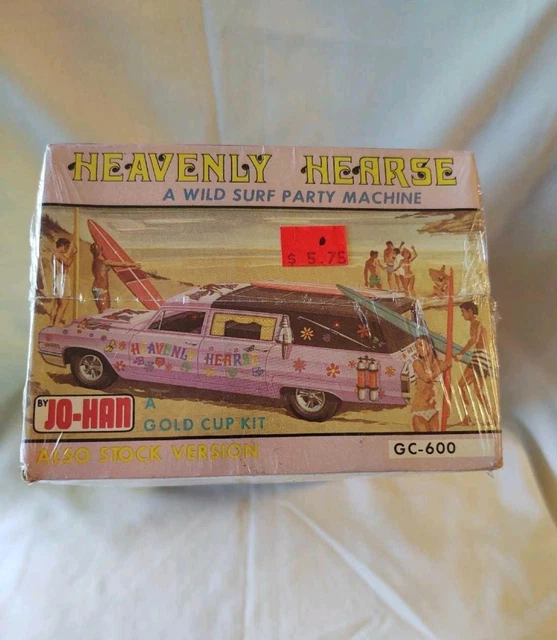 HEAVENLY HEARSE
A WILD SURF PARTY MACHINE
$ 5.75
HEAVENLY HEARSE
BY JO-HAN
A
GOLD CUP KIT
ALSO STOCK VERSION
GC-600